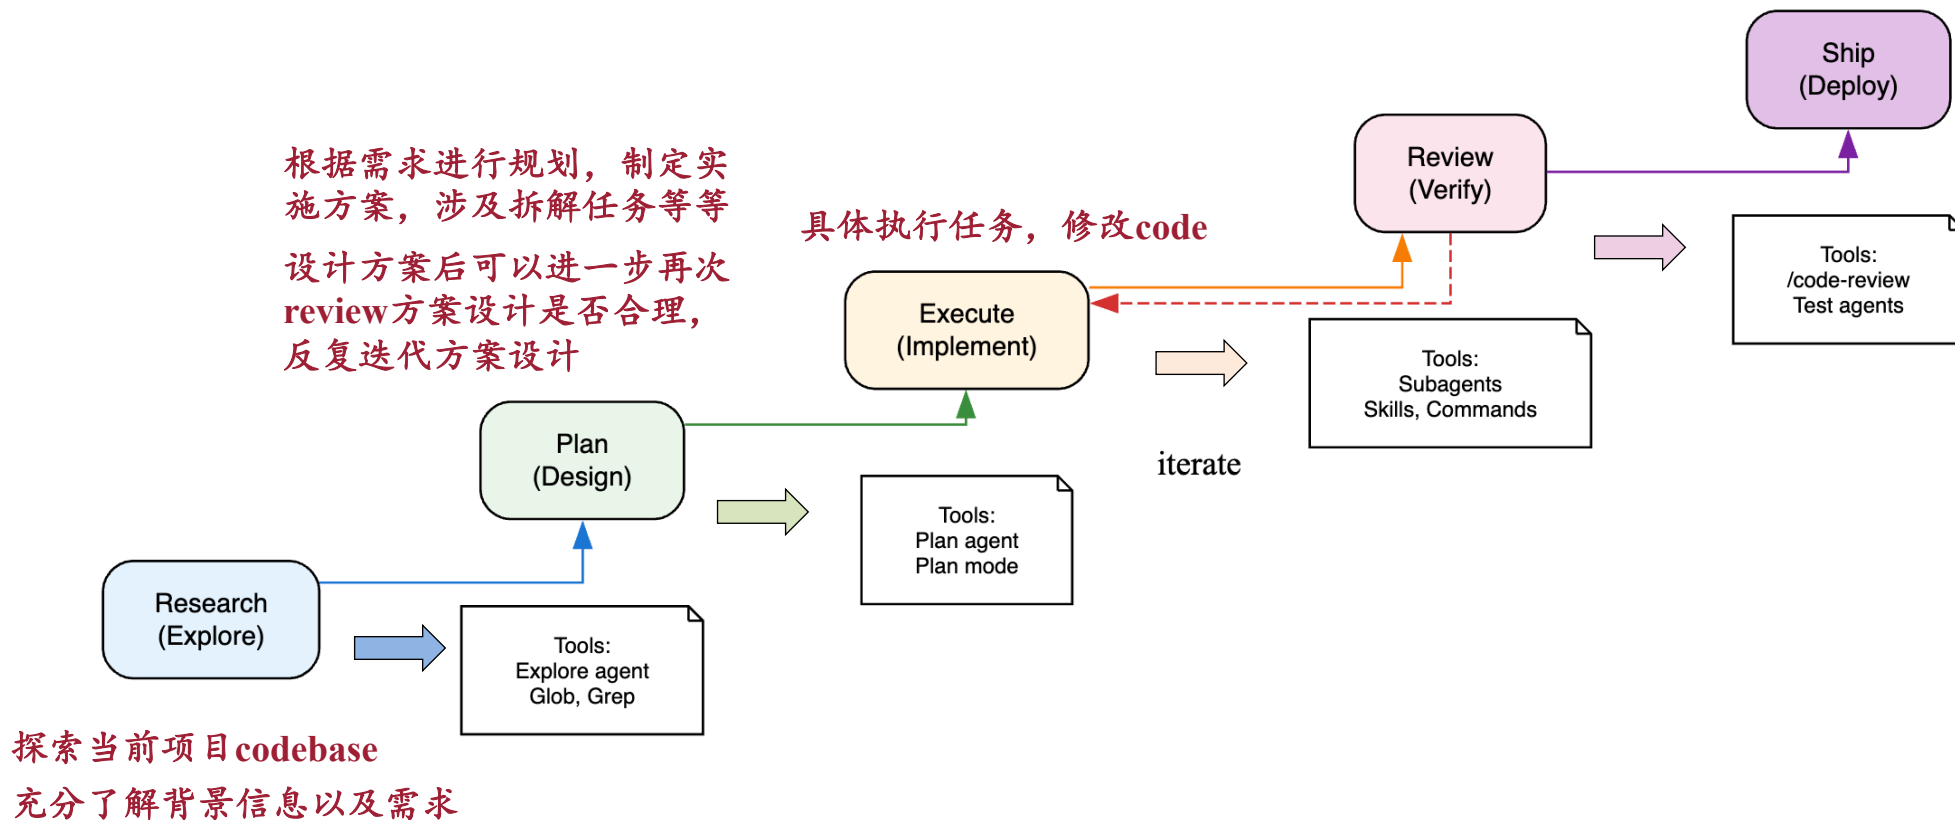 Ship
(Deploy)
Review
(Verify)
Tools:
/code-review
Test agents
根据需求进行规划，制定实
施方案，涉及拆解任务等等
设计方案后可以进一步再次
review方案设计是否合理，
反复迭代方案设计
具体执行任务，修改code
Execute
(Implement)
Tools:
Subagents
Skills, Commands
iterate
Plan
(Design)
Tools:
Plan agent
Plan mode
Research
(Explore)
Tools:
Explore agent
Glob, Grep
探索当前项目codebase
充分了解背景信息以及需求